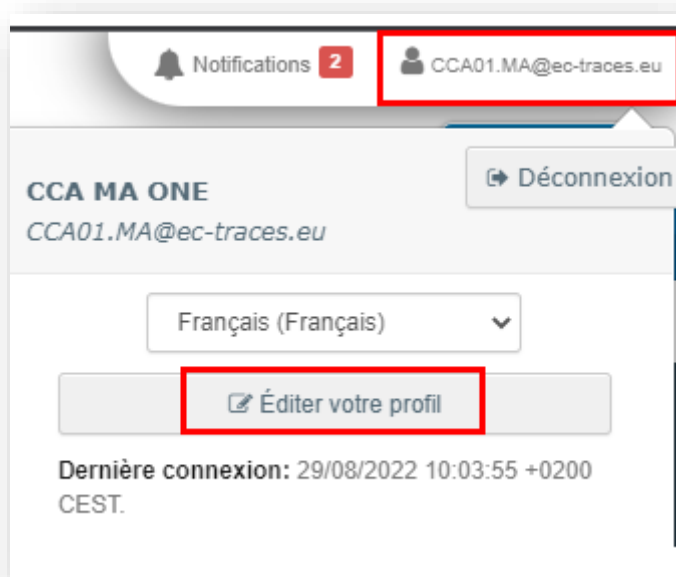 Notifications 2 CCA01.MA@ec-traces.eu
CCA MA ONE
Déconnexion
CCA01.MA@ec-traces.eu
Français (Français)
Éditer votre profil
Dernière connexion: 29/08/2022 10:03:55 +0200
CEST.